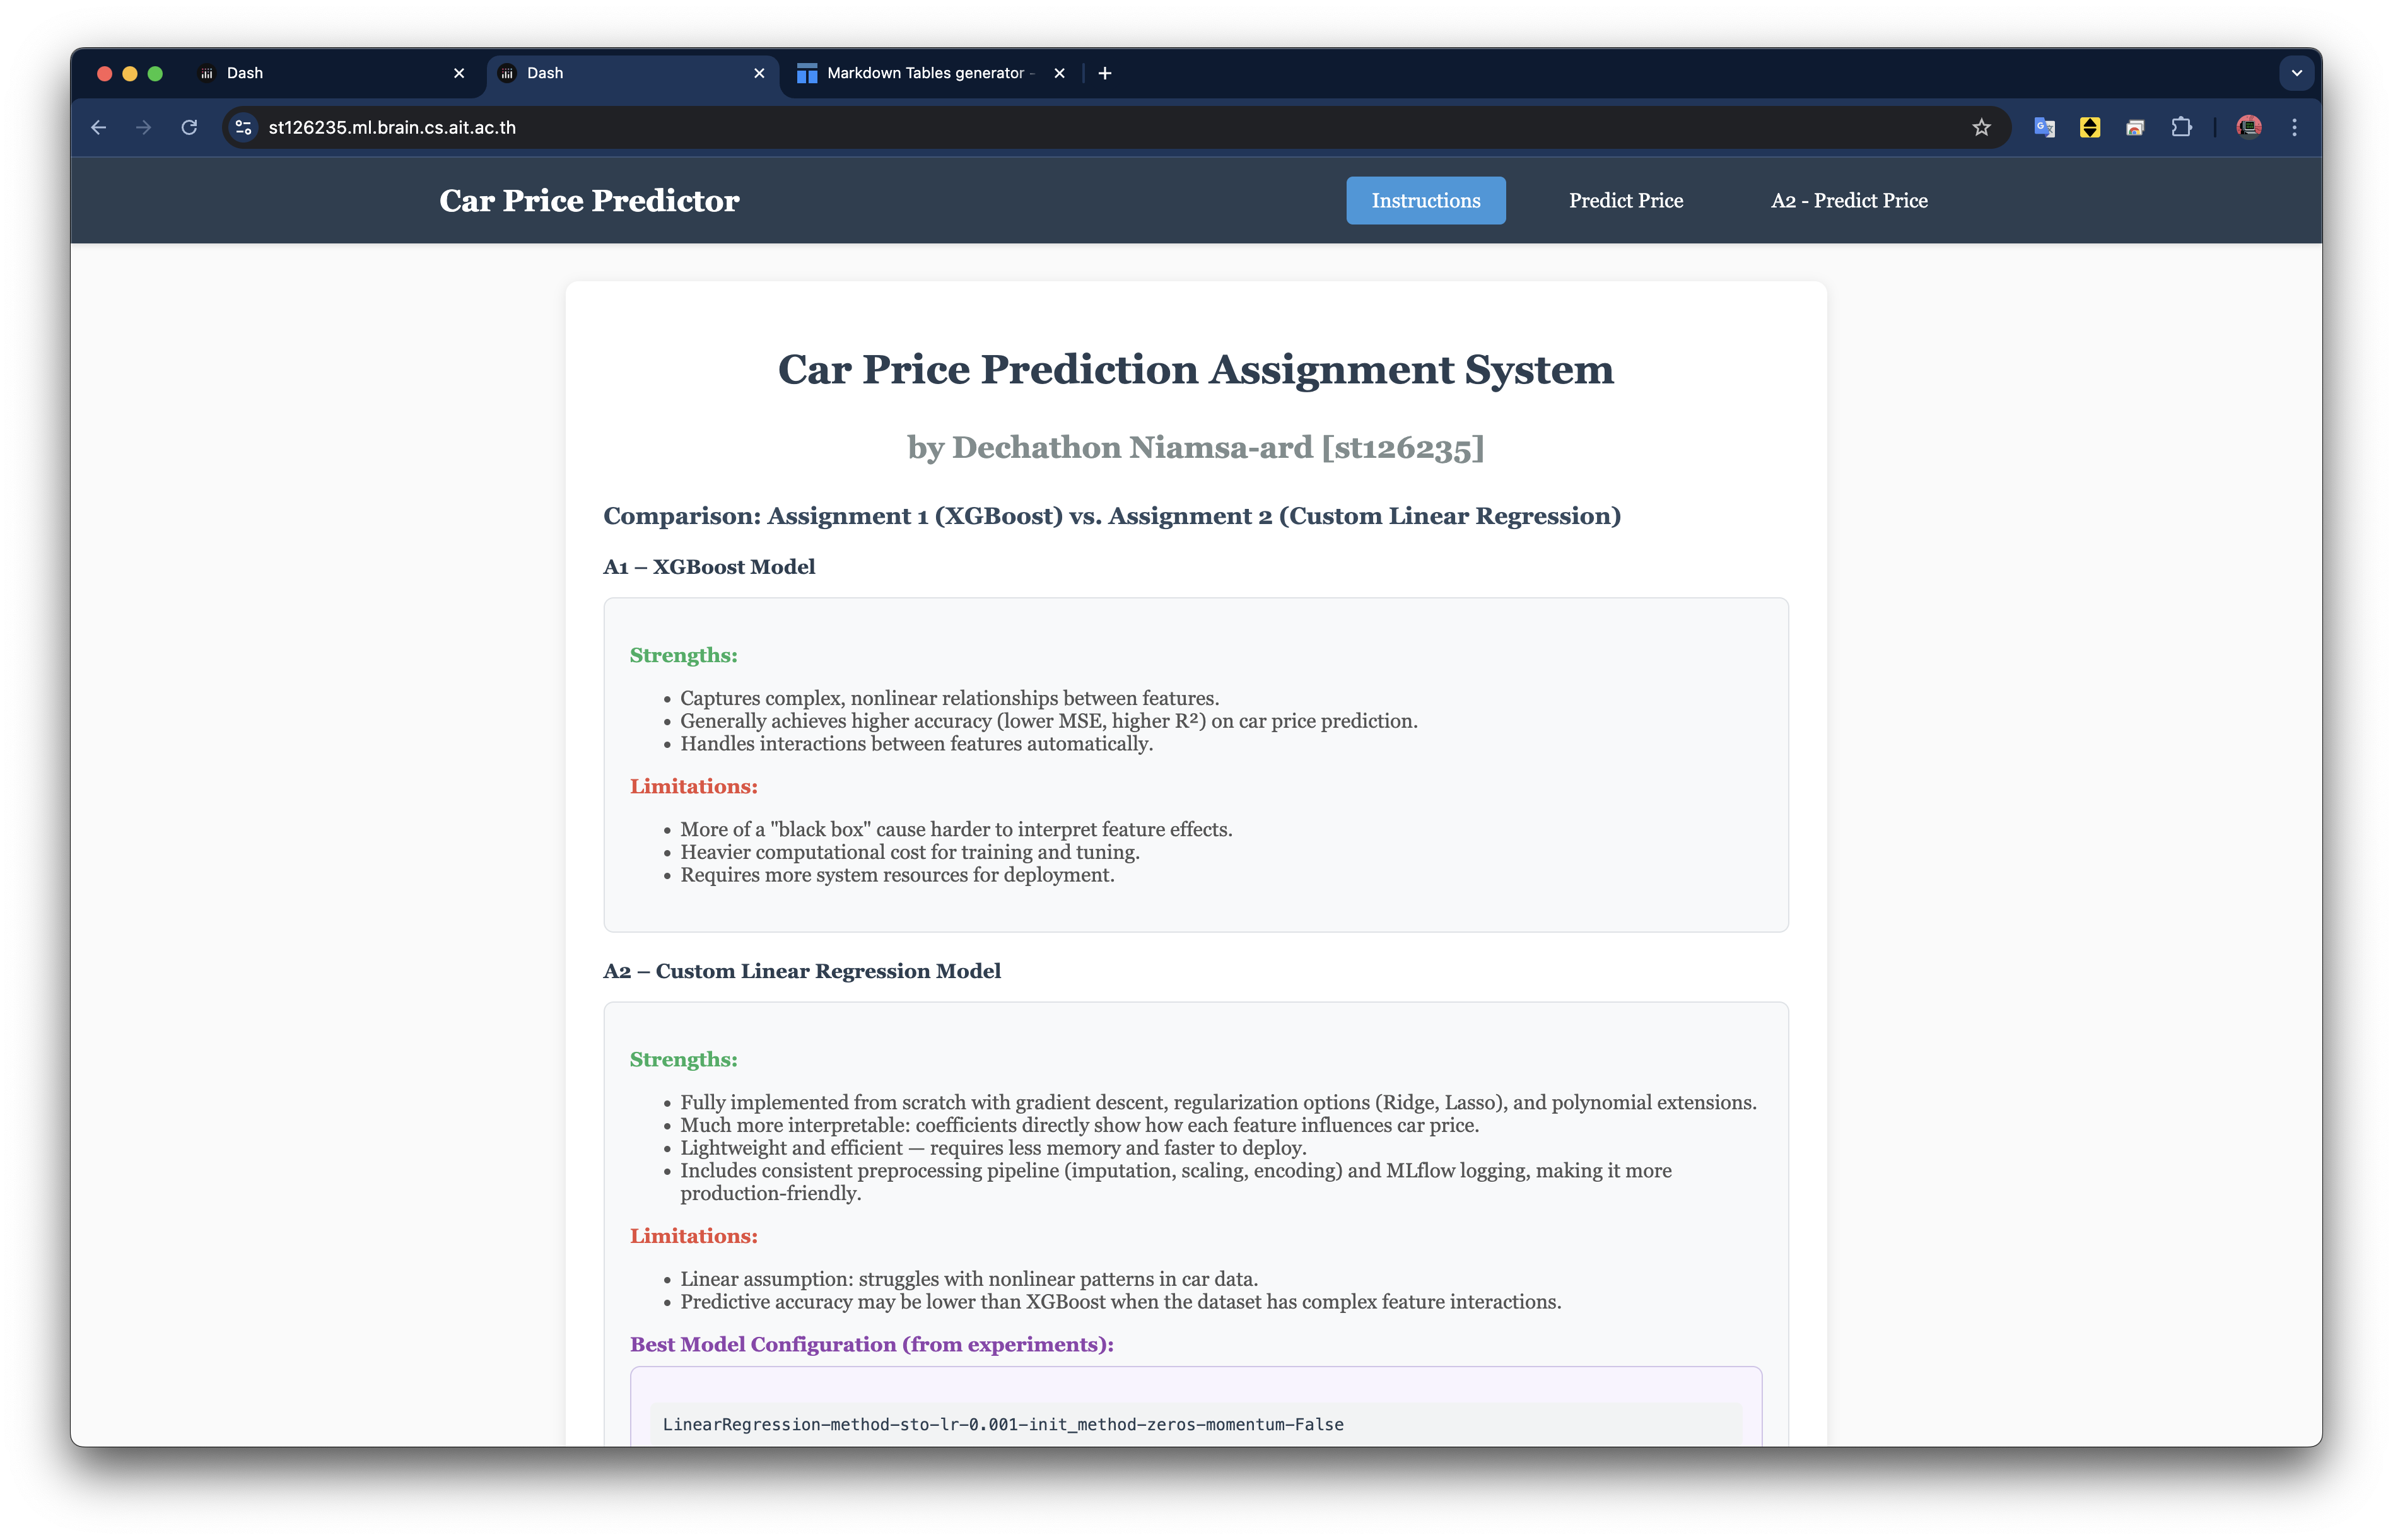 Dash
Dash
Markdown Tables generator -
st126235.ml.brain.cs.ait.ac.th
Car Price Predictor
Instructions
Predict Price
A2 - Predict Price
Car Price Prediction Assignment System
by Dechathon Niamsa-ard [st126235]
Comparison: Assignment 1 (XGBoost) vs. Assignment 2 (Custom Linear Regression)
A1 – XGBoost Model
Strengths:
• Captures complex, nonlinear relationships between features.
• Generally achieves higher accuracy (lower MSE, higher R²) on car price prediction.
• Handles interactions between features automatically.
Limitations:
• More of a "black box" cause harder to interpret feature effects.
• Heavier computational cost for training and tuning.
• Requires more system resources for deployment.
A2 – Custom Linear Regression Model
Strengths:
• Fully implemented from scratch with gradient descent, regularization options (Ridge, Lasso), and polynomial extensions.
• Much more interpretable: coefficients directly show how each feature influences car price.
• Lightweight and efficient — requires less memory and faster to deploy.
• Includes consistent preprocessing pipeline (imputation, scaling, encoding) and MLflow logging, making it more
production-friendly.
Limitations:
• Linear assumption: struggles with nonlinear patterns in car data.
• Predictive accuracy may be lower than XGBoost when the dataset has complex feature interactions.
Best Model Configuration (from experiments):
LinearRegression-method-sto-lr-0.001-init_method-zeros-momentum-False